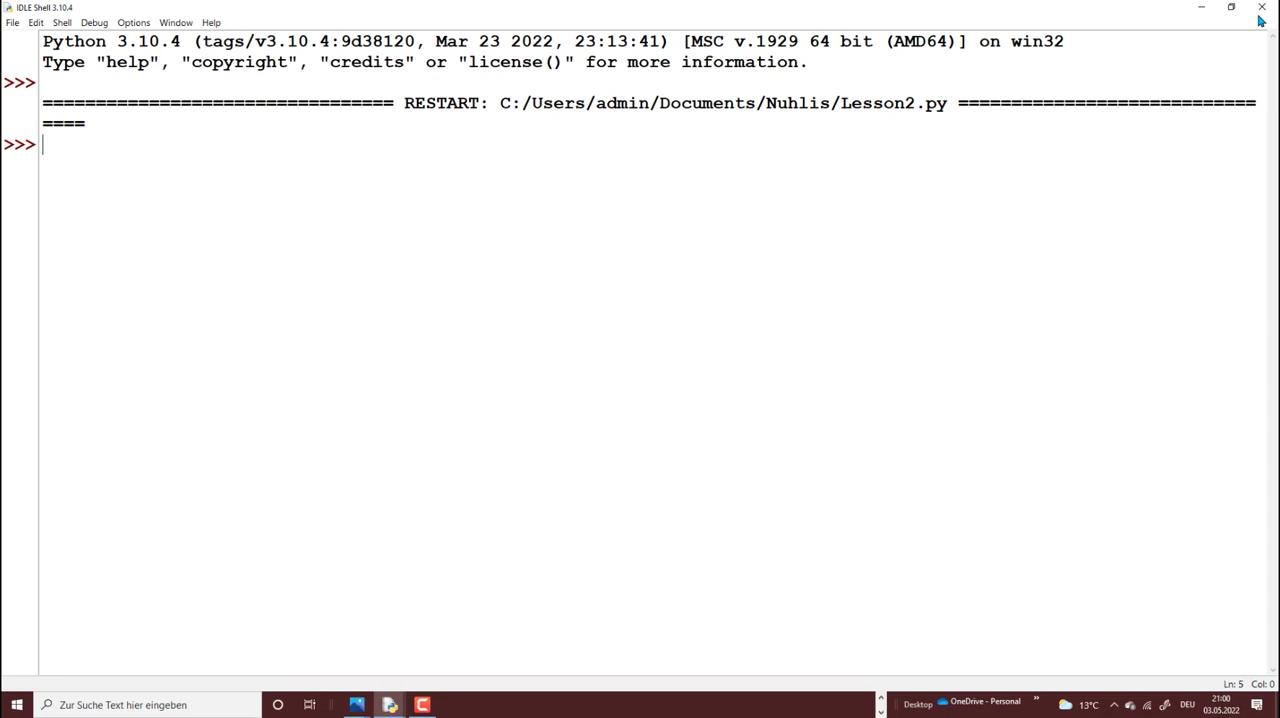 IDLE Shell 3.10.4
File Edit Shell Debug Options Window Help
Python 3.10.4 (tags/v3.10.4:9d38120, Mar 23 2022, 23:13:41) [MSC v.1929 64 bit (AMD64)] on win32
Type "help", "copyright", "credits" or "license()" for more information.
>>>
================================= RESTART: C:/Users/admin/Documents/Nuhlis/Lesson2.py ============================
====
>>>
Ln: 5 Col: 0
Zur Suche Text hier eingeben
Desktop OneDrive - Personal » 13°C DEU
21:00
03.05.2022